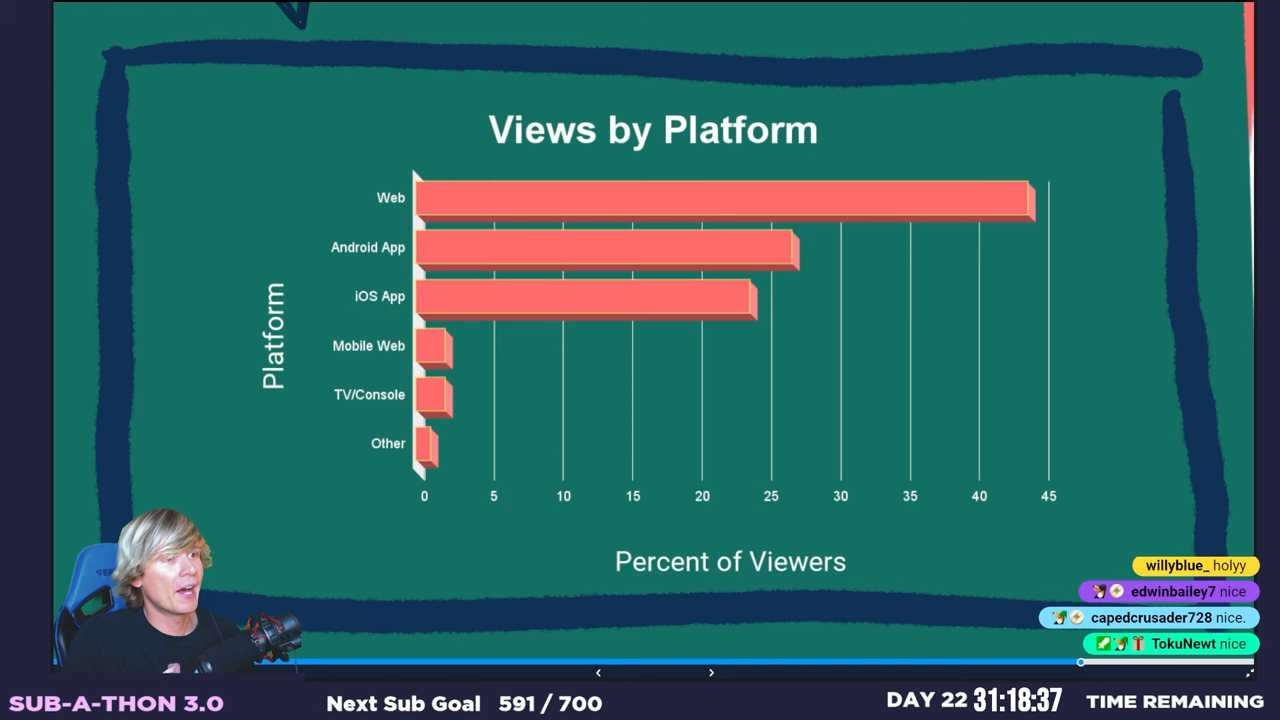 Views by Platform
Web
Android App
iOS App
Mobile Web
TV/Console
Other
Platform
0 5 10 15 20 25 30 35 40 45
Percent of Viewers
willyblue_ holyy
edwinbailey7 nice
capedcrusader728 nice.
TokuNewt nice
SUB-A-THON 3.0 Next Sub Goal 591 / 700 DAY 22 31:18:37 TIME REMAINING